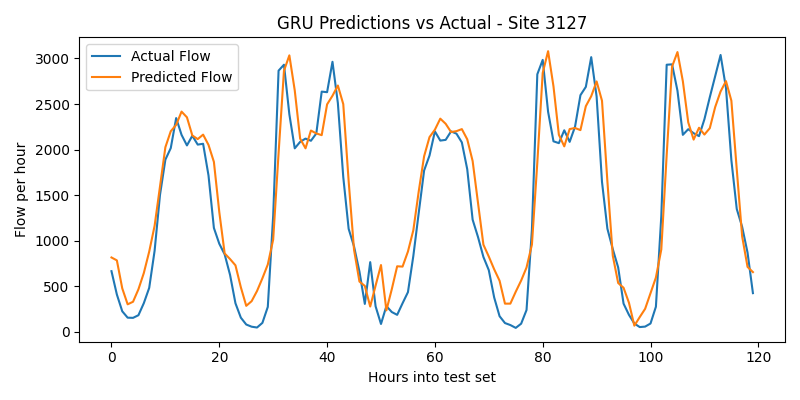 GRU Predictions vs Actual - Site 3127
Actual Flow
Predicted Flow
Flow per hour
3000
2500
2000
1500
1000
500
0
0 20 40 60 80 100 120
Hours into test set